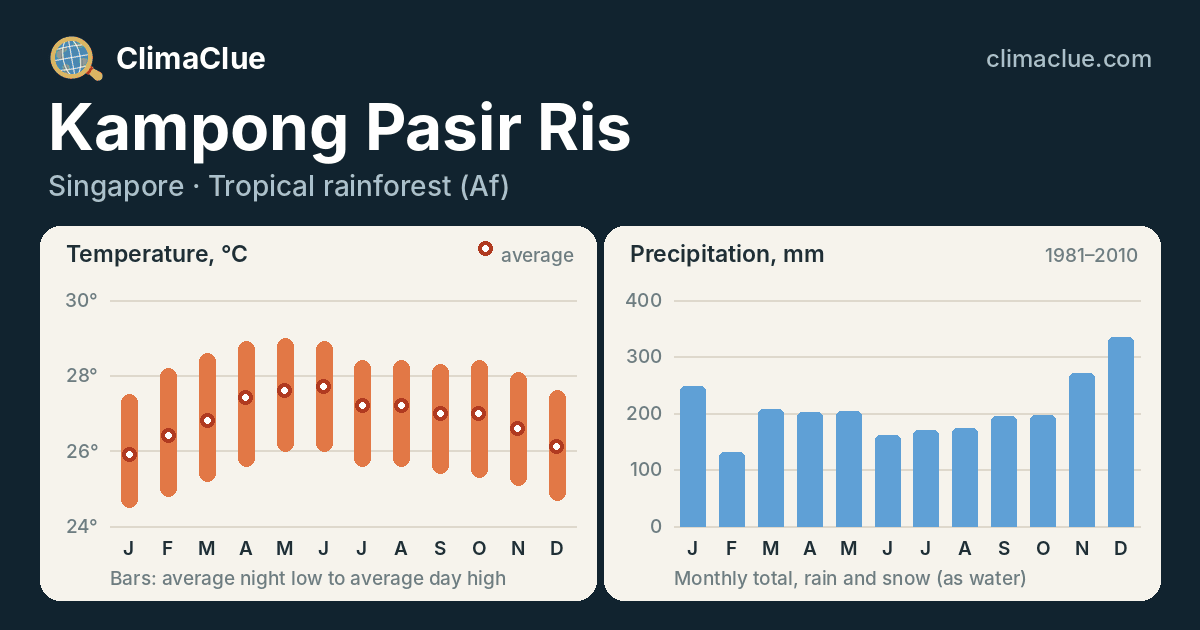 ClimaClue
climaclue.com
Kampong Pasir Ris
Singapore · Tropical rainforest (Af)
Temperature, °C
average
30°
28°
26°
24°
J F M A M J J A S O N D
Bars: average night low to average day high
Precipitation, mm
1981–2010
400
300
200
100
0
J F M A M J J A S O N D
Monthly total, rain and snow (as water)